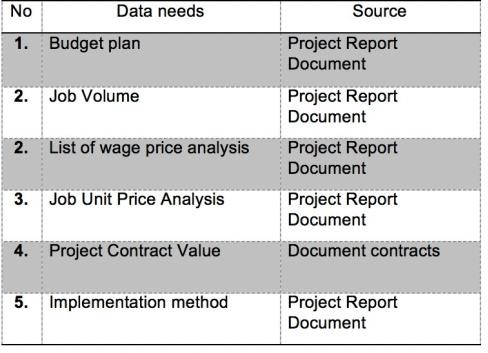 No Data needs Source
1. Budget plan Project Report
Document
2. Job Volume Project Report
Document
2. List of wage price analysis Project Report
Document
3. Job Unit Price Analysis Project Report
Document
4. Project Contract Value Document contracts
5. Implementation method Project Report
Document